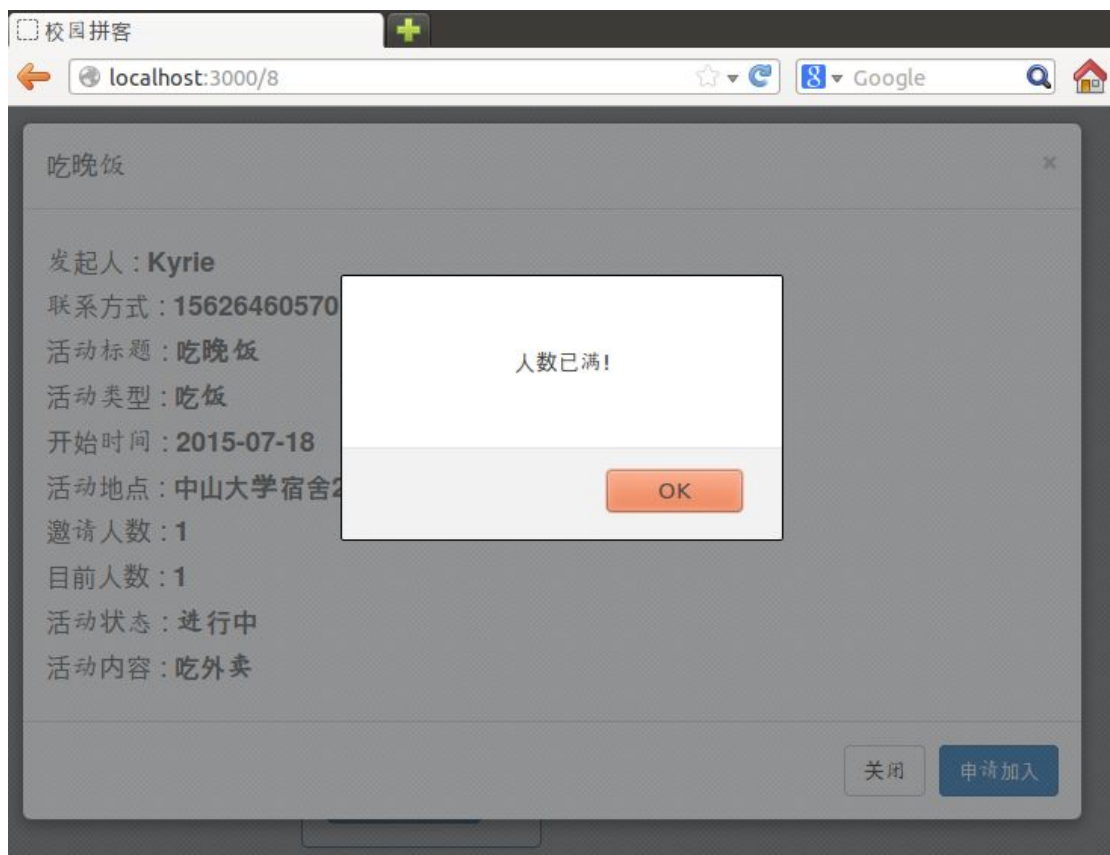 校园拼客
localhost:3000/8
Google
吃晚饭
×
发起人 : Kyrie
联系方式 : 15626460570
活动标题 : 吃晚饭
活动类型 : 吃饭
开始时间 : 2015-07-18
活动地点 : 中山大学宿舍2
邀请人数 : 1
目前人数 : 1
活动状态 : 进行中
活动内容 : 吃外卖
人数已满!
OK
关闭
申请加入